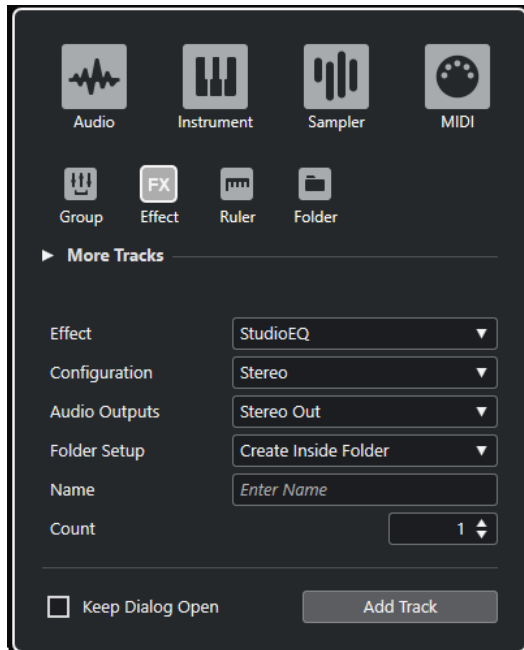 Audio Instrument Sampler MIDI
FX
Group Effect Ruler Folder
More Tracks
Effect StudioEQ
Configuration Stereo
Audio Outputs Stereo Out
Folder Setup Create Inside Folder
Name Enter Name
Count 1
Keep Dialog Open Add Track